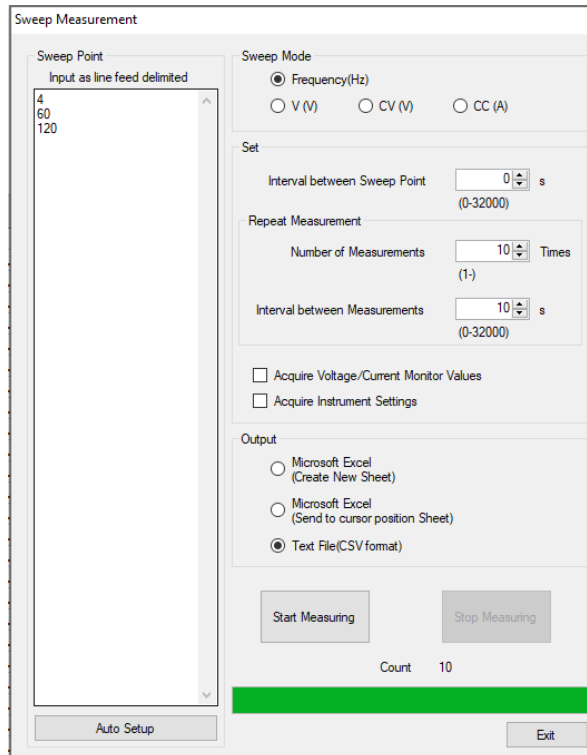 Sweep Measurement
Sweep Point
Input as line feed delimited
4
60
120
Auto Setup
Sweep Mode
Frequency(Hz)
V (V) CV (V) CC (A)
Set
Interval between Sweep Point 0 s
(0-32000)
Repeat Measurement
Number of Measurements 10 Times
(1-)
Interval between Measurements 10 s
(0-32000)
Acquire Voltage/Current Monitor Values
Acquire Instrument Settings
Output
Microsoft Excel
(Create New Sheet)
Microsoft Excel
(Send to cursor position Sheet)
Text File(CSV format)
Start Measuring Stop Measuring
Count 10
Exit